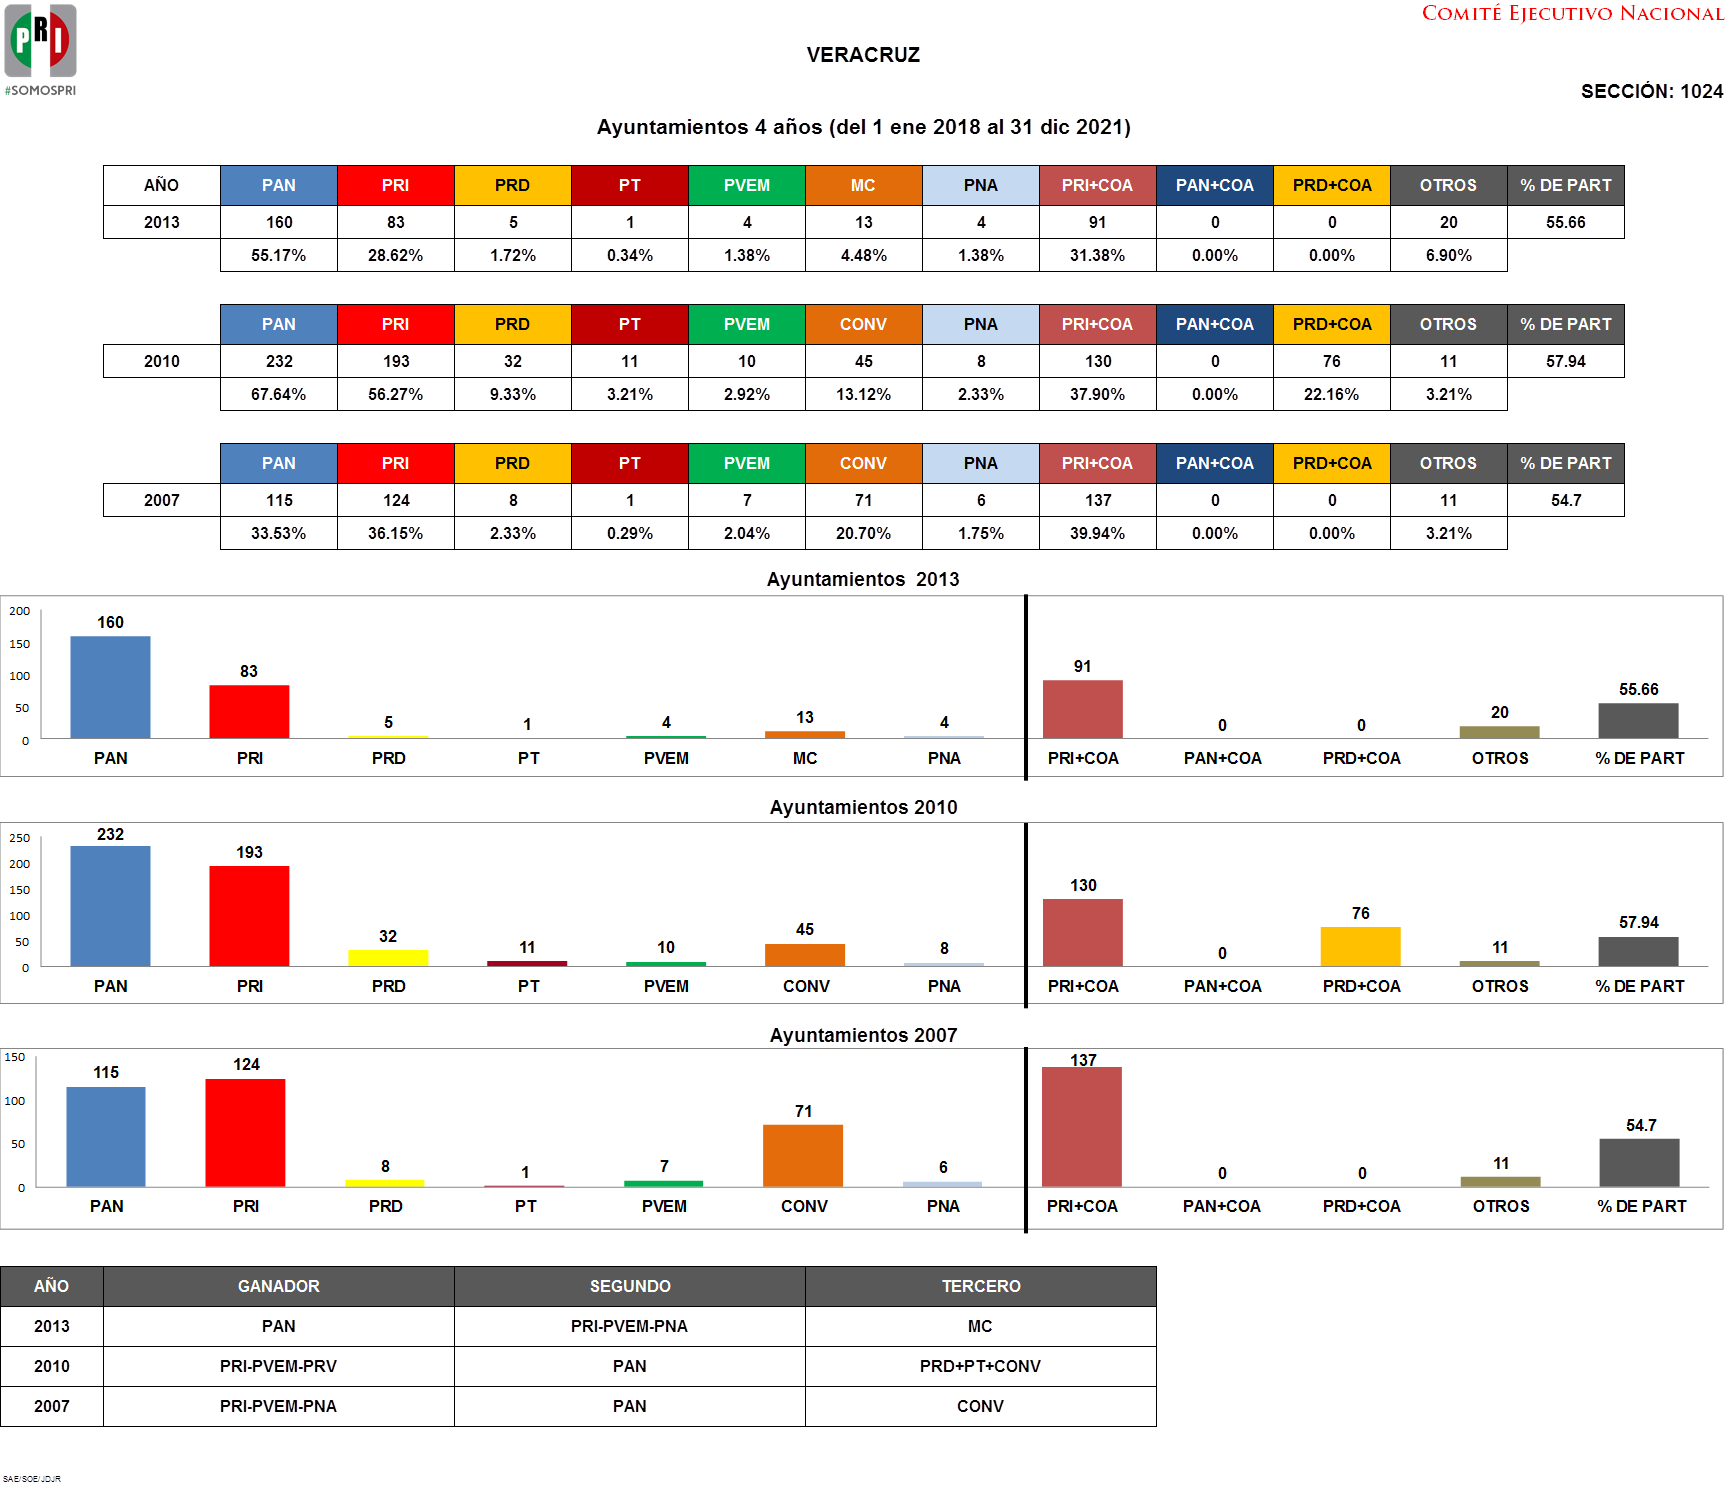 PRI
#SOMOSPRI
COMITÉ EJECUTIVO NACIONAL
VERACRUZ
SECCIÓN: 1024
Ayuntamientos 4 años (del 1 ene 2018 al 31 dic 2021)
AÑO PAN PRI PRD PT PVEM MC PNA PRI+COA PAN+COA PRD+COA OTROS % DE PART
2013 160 83 5 1 4 13 4 91 0 0 20 55.66
55.17% 28.62% 1.72% 0.34% 1.38% 4.48% 1.38% 31.38% 0.00% 0.00% 6.90%
PAN PRI PRD PT PVEM CONV PNA PRI+COA PAN+COA PRD+COA OTROS % DE PART
2010 232 193 32 11 10 45 8 130 0 76 11 57.94
67.64% 56.27% 9.33% 3.21% 2.92% 13.12% 2.33% 37.90% 0.00% 22.16% 3.21%
PAN PRI PRD PT PVEM CONV PNA PRI+COA PAN+COA PRD+COA OTROS % DE PART
2007 115 124 8 1 7 71 6 137 0 0 11 54.7
33.53% 36.15% 2.33% 0.29% 2.04% 20.70% 1.75% 39.94% 0.00% 0.00% 3.21%
Ayuntamientos 2013
200
150
100
50
0
160 83 5 1 4 13 4 91 0 0 20 55.66
PAN PRI PRD PT PVEM MC PNA PRI+COA PAN+COA PRD+COA OTROS % DE PART
Ayuntamientos 2010
250
200
150
100
50
0
232 193 32 11 10 45 8 130 0 76 11 57.94
PAN PRI PRD PT PVEM CONV PNA PRI+COA PAN+COA PRD+COA OTROS % DE PART
Ayuntamientos 2007
150
100
50
0
115 124 8 1 7 71 6 137 0 0 11 54.7
PAN PRI PRD PT PVEM CONV PNA PRI+COA PAN+COA PRD+COA OTROS % DE PART
AÑO GANADOR SEGUNDO TERCERO
2013 PAN PRI-PVEM-PNA MC
2010 PRI-PVEM-PRV PAN PRD+PT+CONV
2007 PRI-PVEM-PNA PAN CONV
SAE/SOE/JDJR